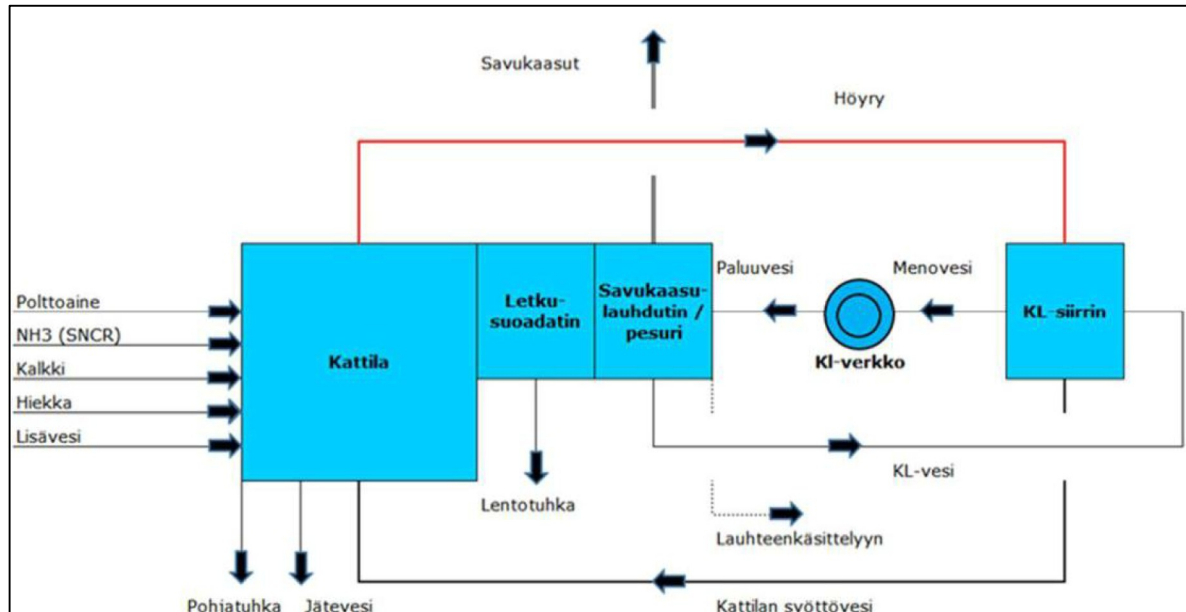 Savukaasut
Höyry
Paluuvesi
Menovesi
Polttoaine
NH3 (SNCR)
Kalkki
Hiekka
Lisävesi
Kattila
Letku-
suodatin
Savukaasu-
lauhdutin /
pesuri
Kl-verkko
KL-siirrin
KL-vesi
Lentotuhka
Lauhteenkäsittelyyn
Pohjatuhka
Jätevesi
Kattilan syöttövesi